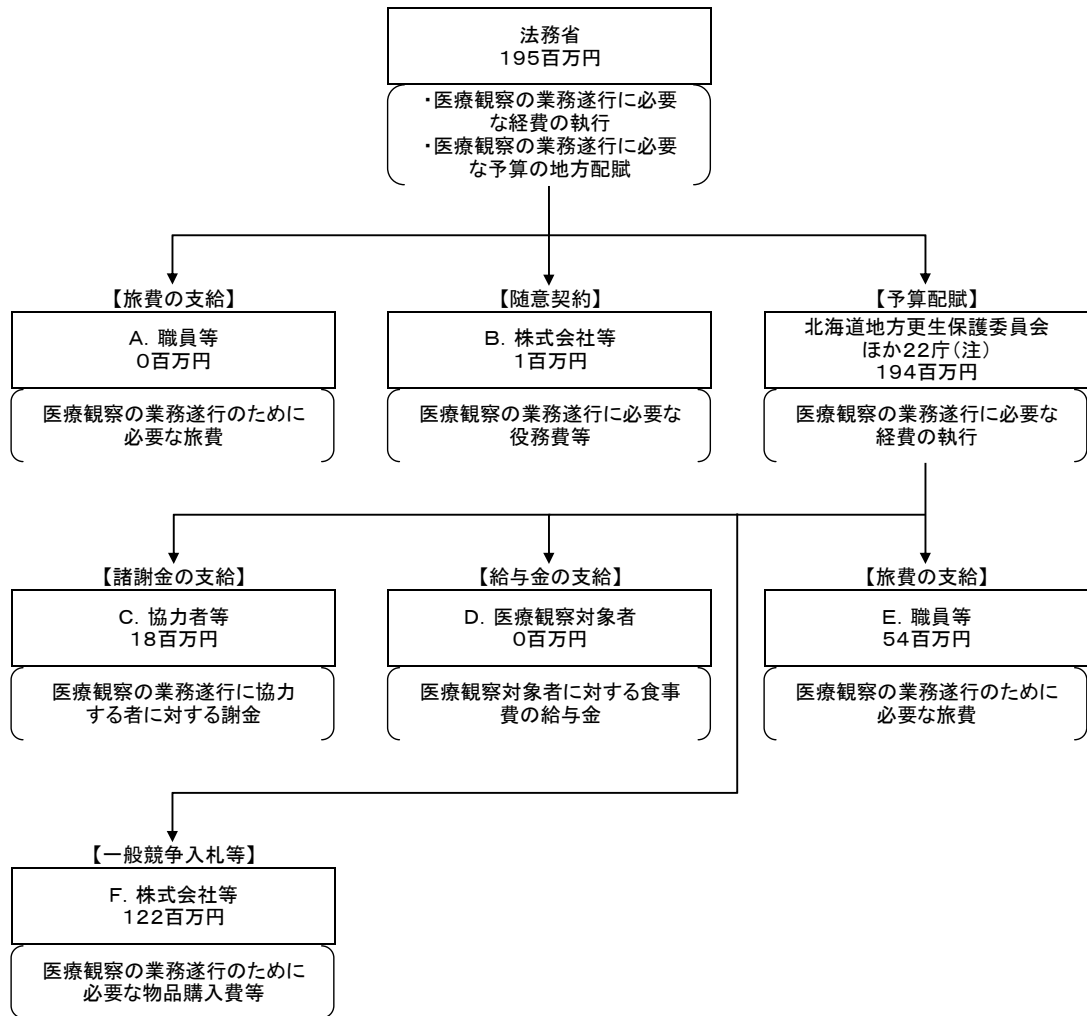 法務省
195百万円
・医療観察の業務遂行に必要
な経費の執行
・医療観察の業務遂行に必要
な予算の地方配賦
【旅費の支給】
A．職員等
0百万円
医療観察の業務遂行のために
必要な旅費
【随意契約】
B．株式会社等
1百万円
医療観察の業務遂行に必要な
役務費等
【予算配賦】
北海道地方更生保護委員会
ほか22庁（注）
194百万円
医療観察の業務遂行に必要な
経費の執行
【諸謝金の支給】
C．協力者等
18百万円
医療観察の業務遂行に協力
する者に対する謝金
【給与金の支給】
D．医療観察対象者
0百万円
医療観察対象者に対する食事
費の給与金
【旅費の支給】
E．職員等
54百万円
医療観察の業務遂行のために
必要な旅費
【一般競争入札等】
F．株式会社等
122百万円
医療観察の業務遂行のために
必要な物品購入費等